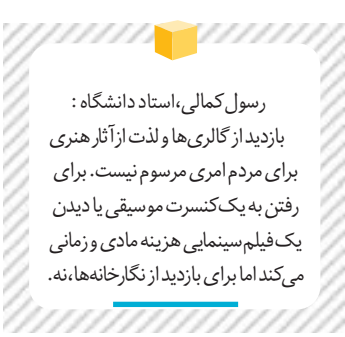 رسول کمالی،استاد دانشگاه :
بازدید از گالری‌ها و لذت از آثار هنری
برای مردم امری مرسوم نیست. برای
رفتن به یک کنسرت موسیقی یا دیدن
یک فیلم سینمایی هزینه مادی و زمانی
می‌کند اما برای بازدید از نگارخانه‌ها،نه.